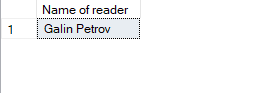 Name of reader
1 Galin Petrov